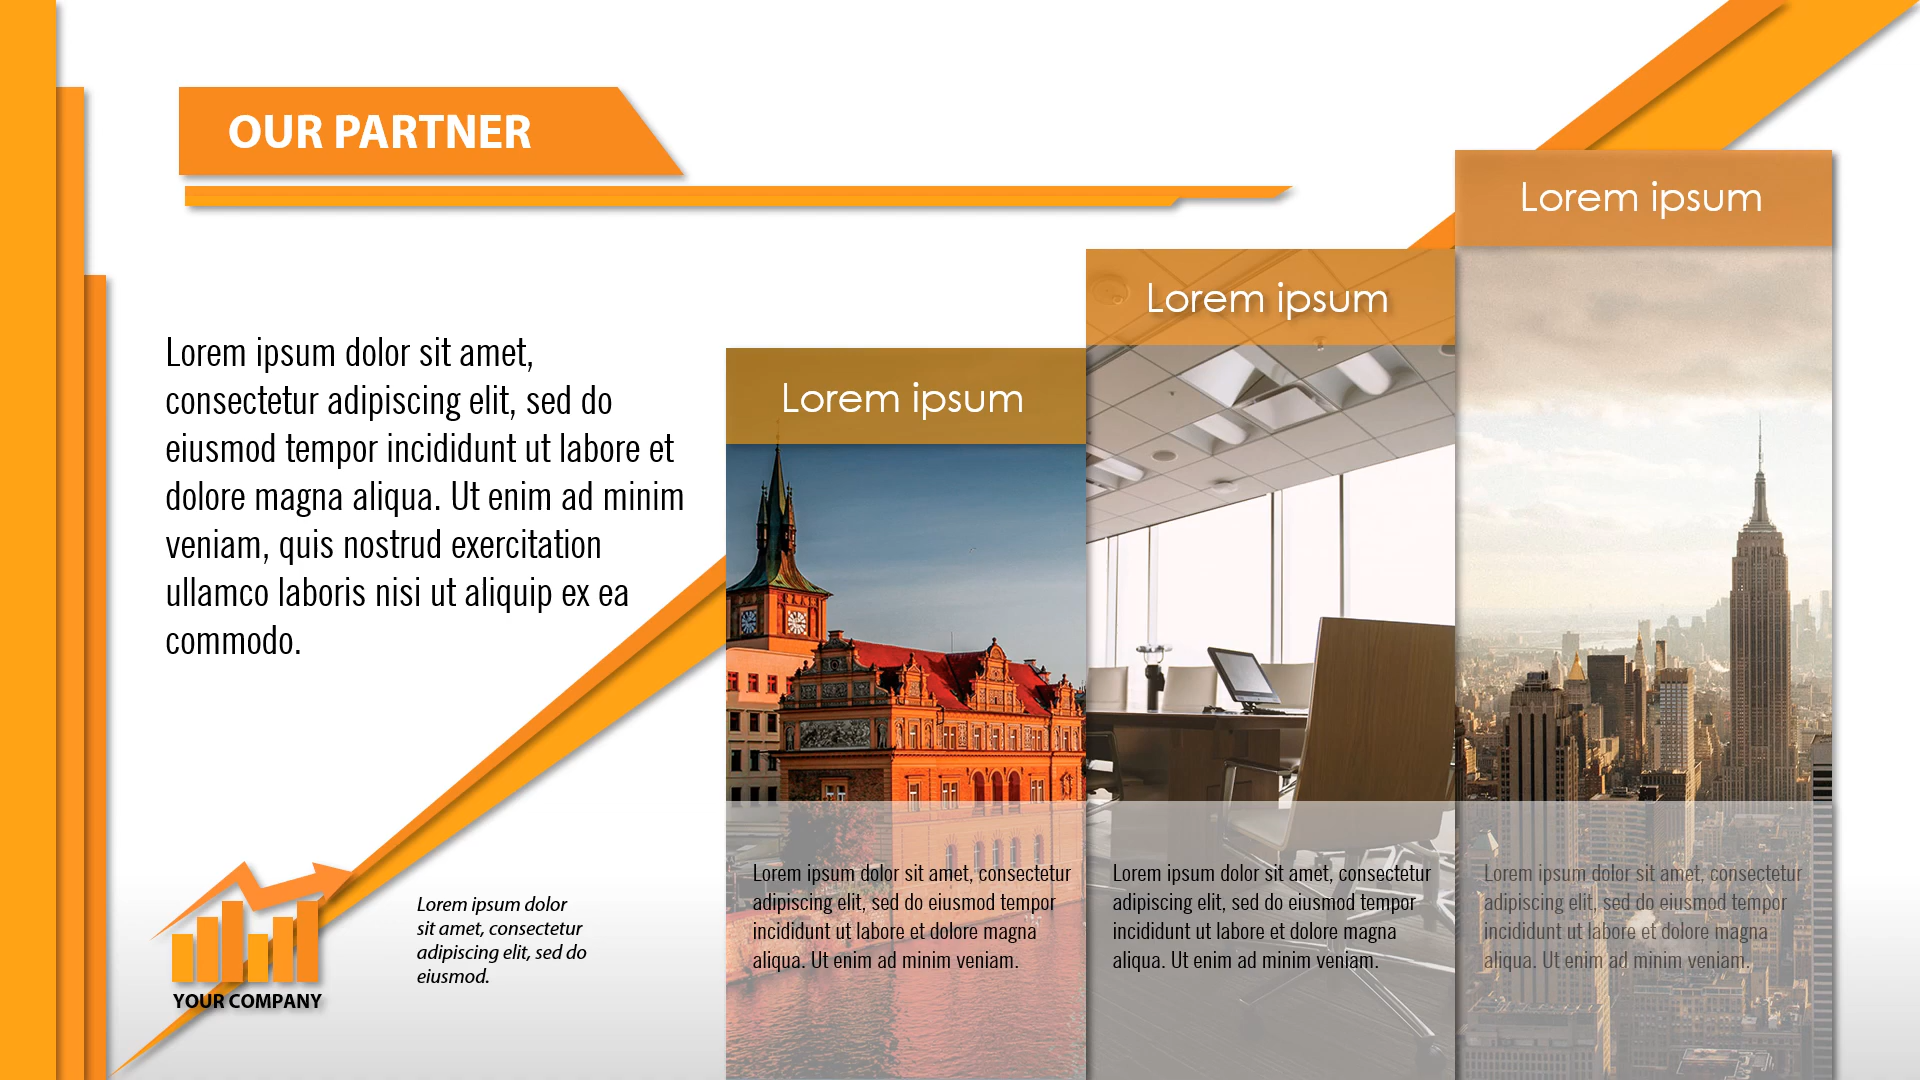 OUR PARTNER
Lorem ipsum dolor sit amet,
consectetur adipiscing elit, sed do
eiusmod tempor incididunt ut labore et
dolore magna aliqua. Ut enim ad minim
veniam, quis nostrud exercitation
ullamco laboris nisi ut aliquip ex ea
commodo.
Lorem ipsum
Lorem ipsum dolor sit amet, consectetur
adipiscing elit, sed do eiusmod tempor
incididunt ut labore et dolore magna
aliqua. Ut enim ad minim veniam.
Lorem ipsum
Lorem ipsum dolor sit amet, consectetur
adipiscing elit, sed do eiusmod tempor
incididunt ut labore et dolore magna
aliqua. Ut enim ad minim veniam.
Lorem ipsum
Lorem ipsum dolor sit amet, consectetur
adipiscing elit, sed do eiusmod tempor
incididunt ut labore et dolore magna
aliqua. Ut enim ad minim veniam.
YOUR COMPANY
Lorem ipsum dolor
sit amet, consectetur
adipiscing elit, sed do
eiusmod.